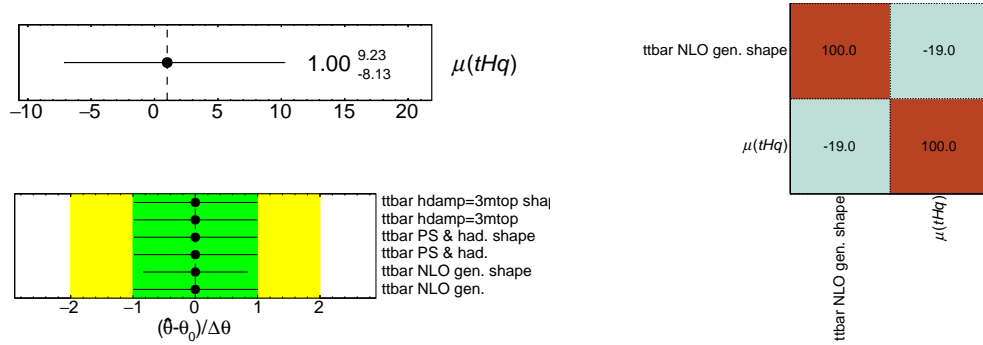 1.00 9.23 -8.13 μ(tHq)
−10 −5 0 5 10 15 20
ttbar hdamp=3mtop shap
ttbar hdamp=3mtop
ttbar PS & had. shape
ttbar PS & had.
ttbar NLO gen. shape
ttbar NLO gen.
−2 −1 0 1 2
(θ̂-θ₀)/Δθ
ttbar NLO gen. shape 100.0 -19.0
μ(tHq) -19.0 100.0
ttbar NLO gen. shape
μ(tHq)